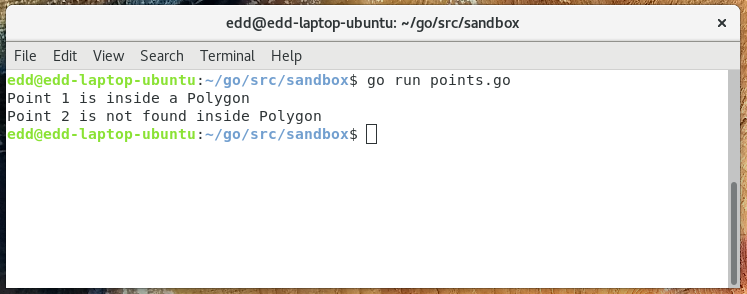 edd@edd-laptop-ubuntu: ~/go/src/sandbox
File Edit View Search Terminal Help
edd@edd-laptop-ubuntu:~/go/src/sandbox$ go run points.go
Point 1 is inside a Polygon
Point 2 is not found inside Polygon
edd@edd-laptop-ubuntu:~/go/src/sandbox$